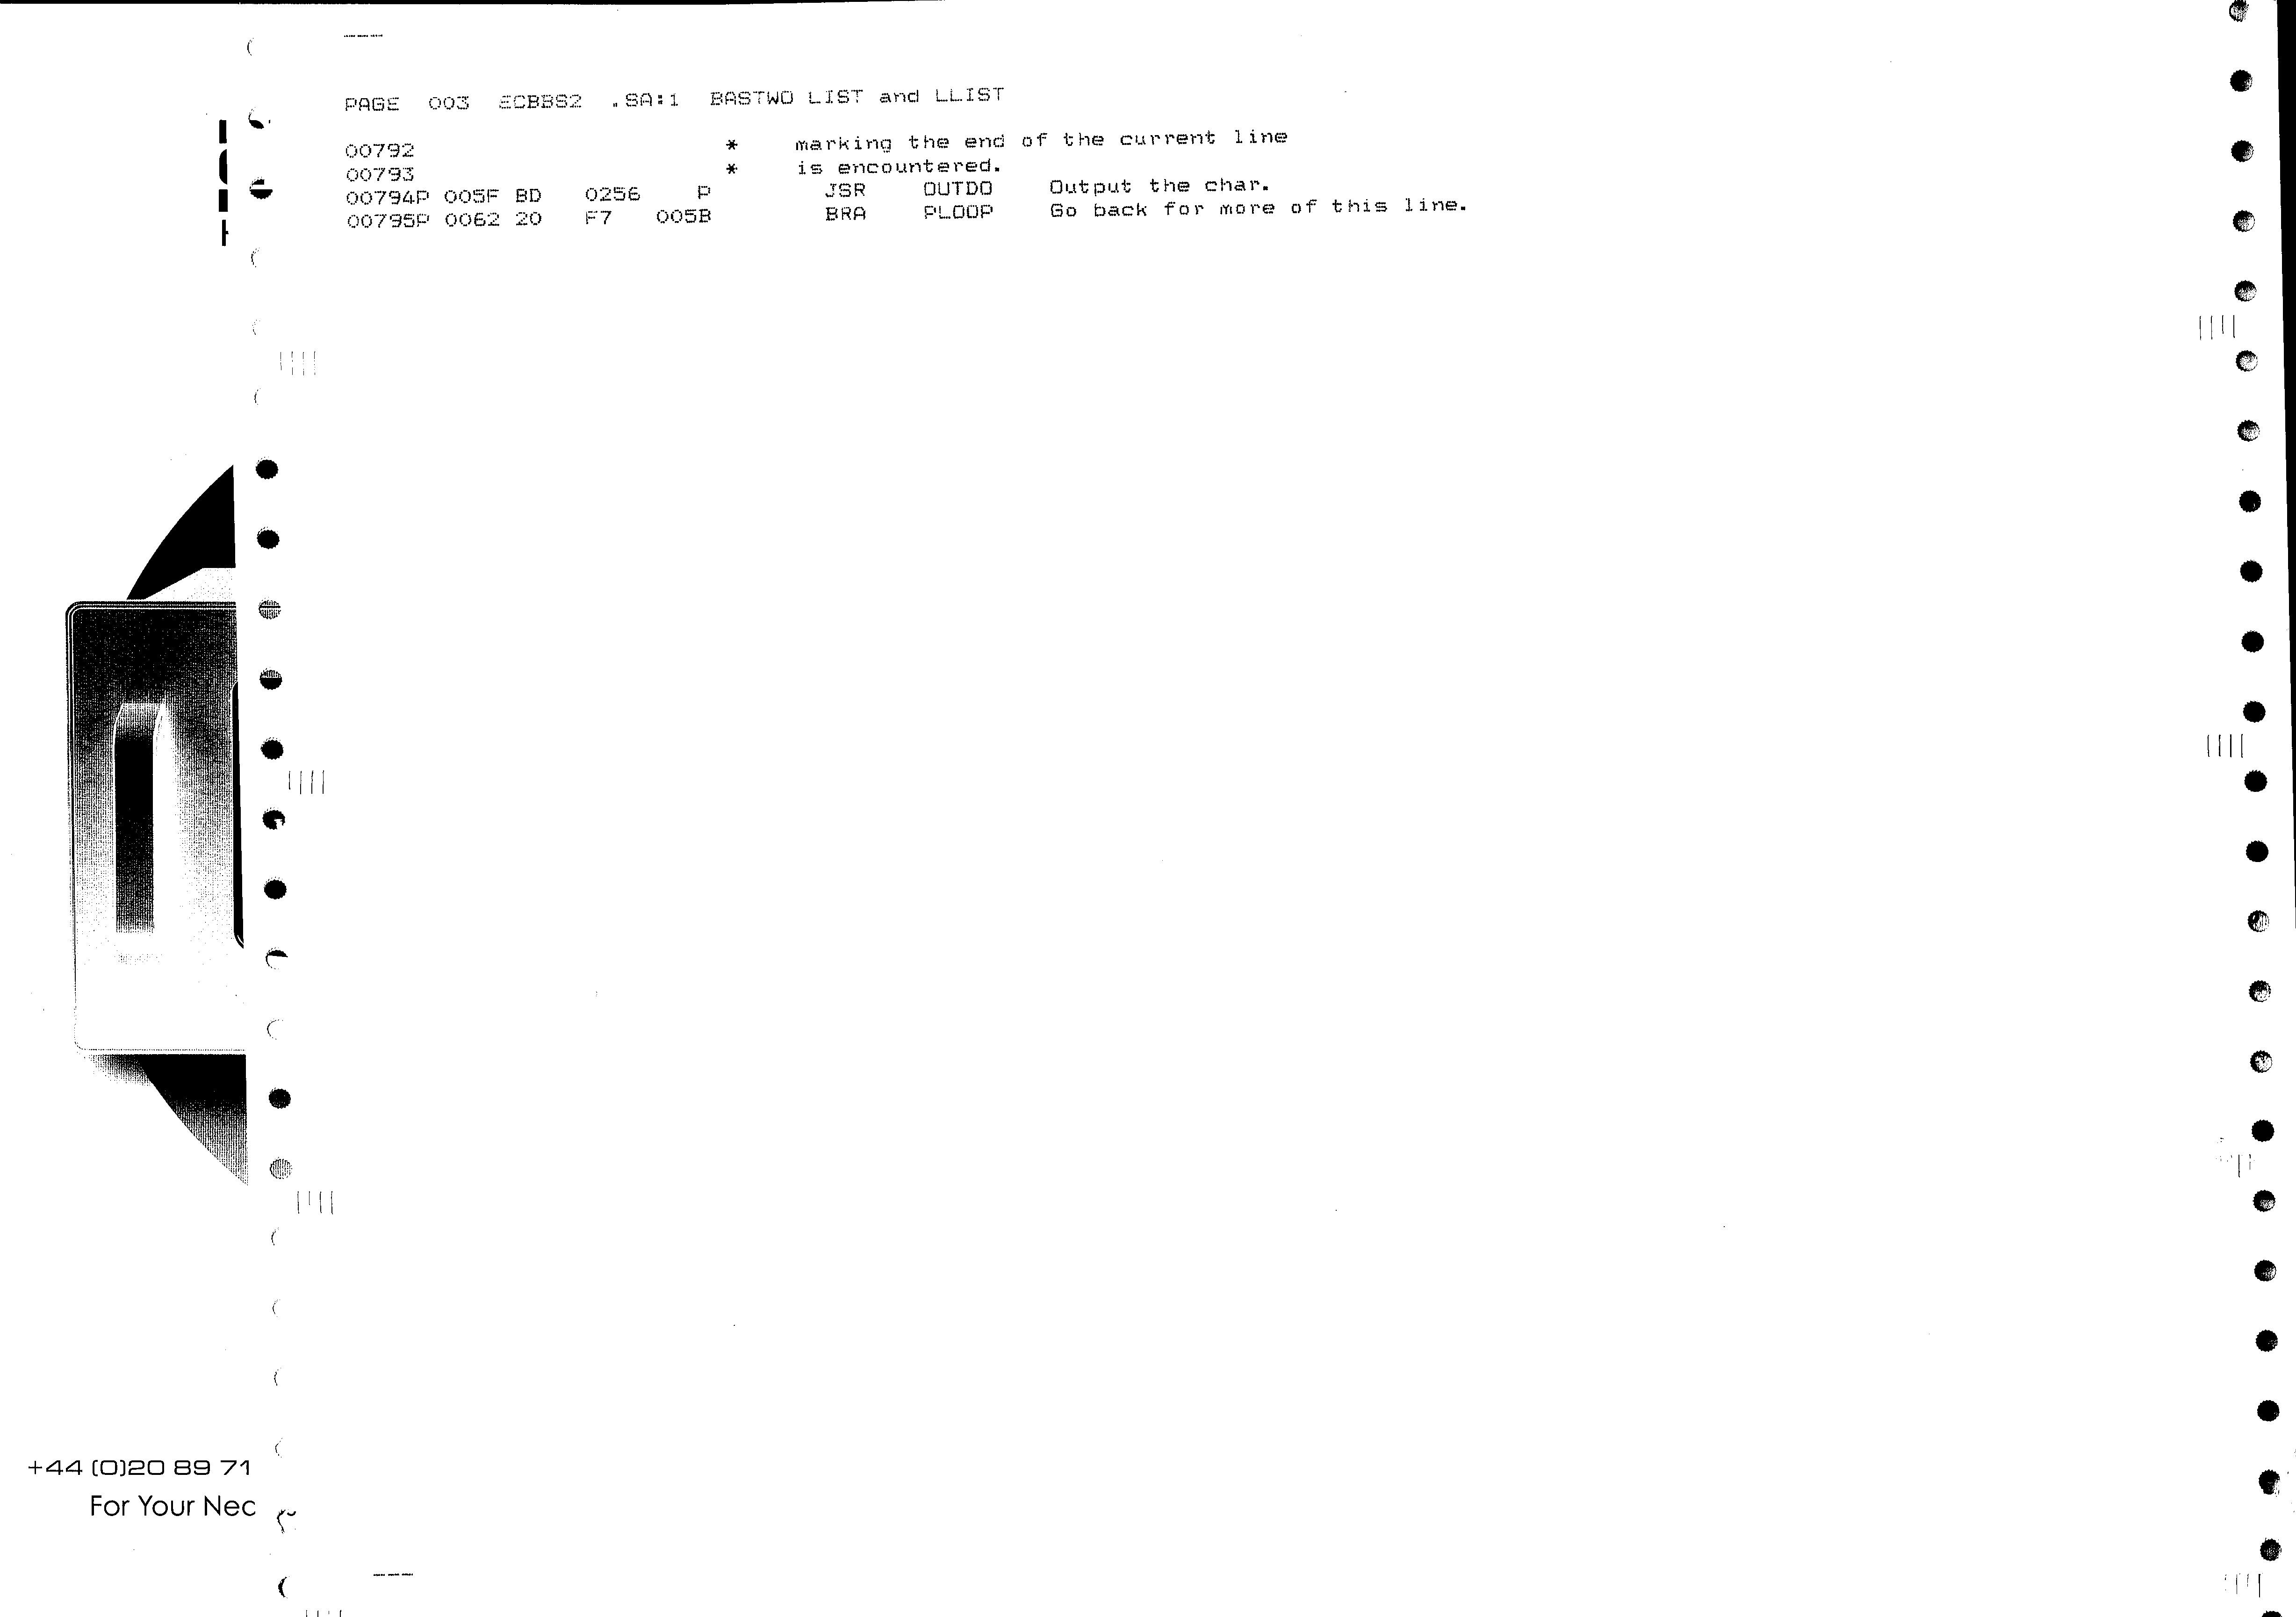 PAGE 003 ECBBS2 .SA:1 BASTWO LIST and LLIST
00792 * marking the end of the current line
00793 * is encountered.
00794P 005F BD 0256 P JSR OUTDO Output the char.
00795P 0062 20 F7 005B BRA PLOOP Go back for more of this line.
+44 (0)20 89 71
For Your Nec